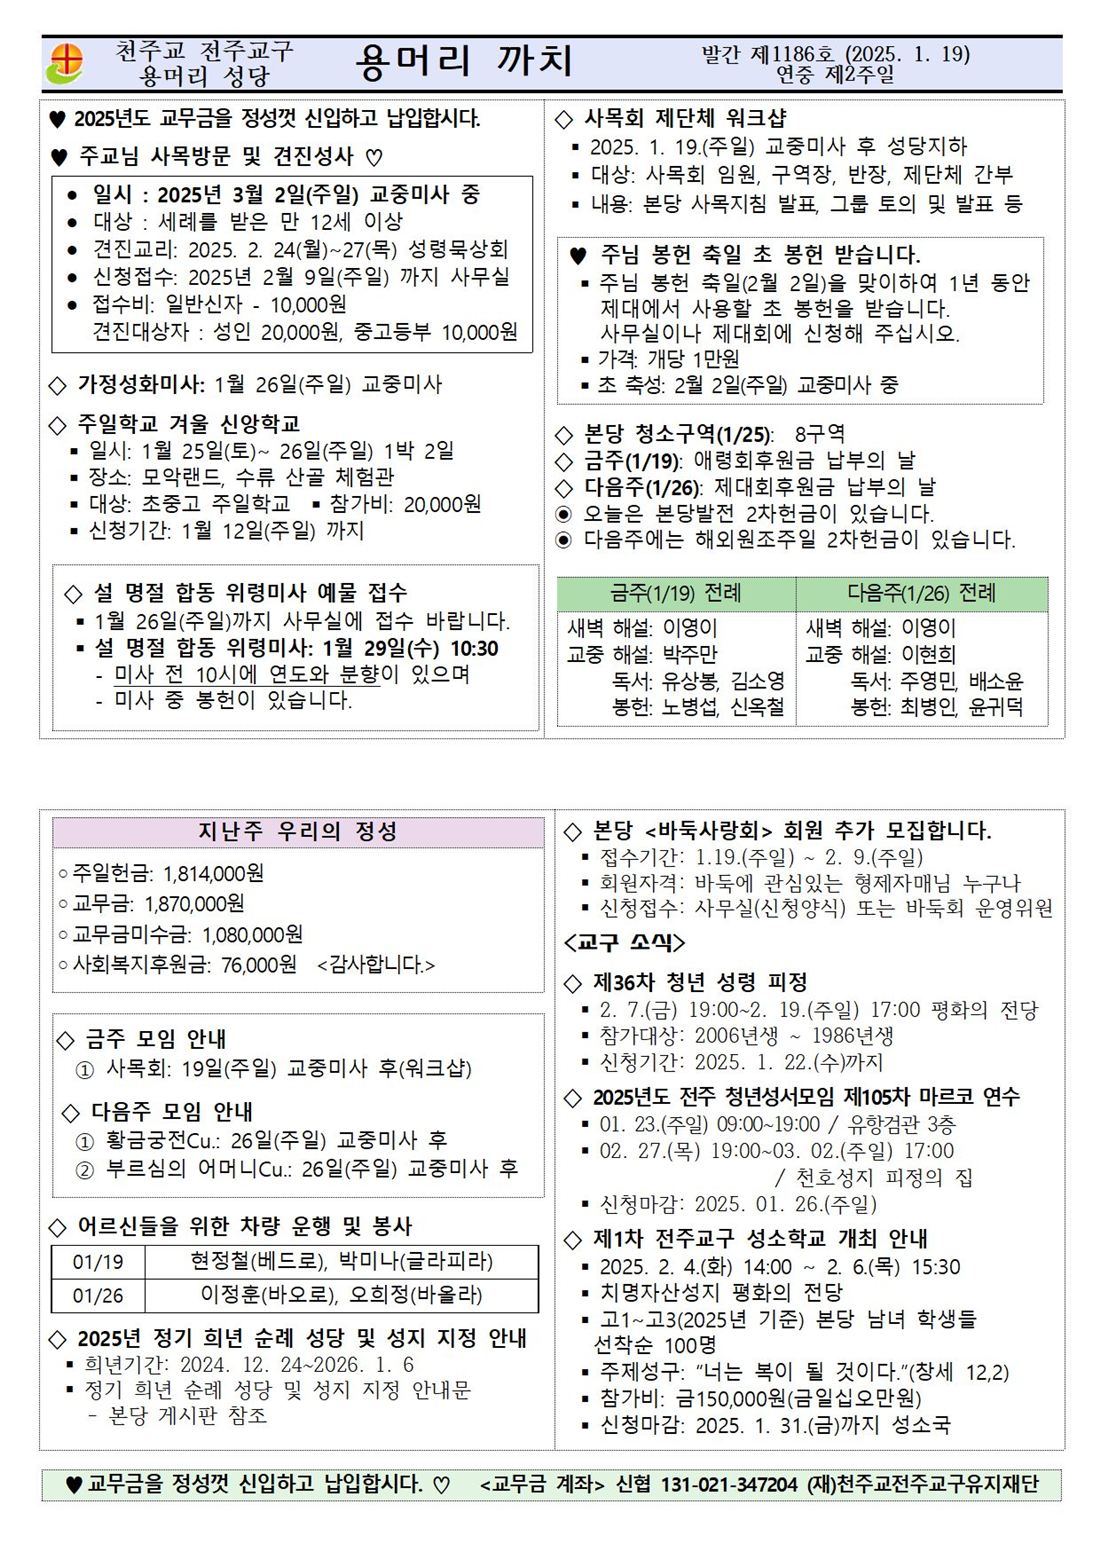 천주교 전주교구
용머리 성당
용머리 까치
발간 제1186호 (2025. 1. 19)
연중 제2주일
♥ 2025년도 교무금을 정성껏 신입하고 납입합시다.
♥ 주교님 사목방문 및 견진성사 ♡
● 일시 : 2025년 3월 2일(주일) 교중미사 중
● 대상 : 세례를 받은 만 12세 이상
● 견진교리: 2025. 2. 24(월)~27(목) 성령묵상회
● 신청접수: 2025년 2월 9일(주일) 까지 사무실
● 접수비: 일반신자 - 10,000원
견진대상자 : 성인 20,000원, 중고등부 10,000원
◇ 가정성화미사: 1월 26일(주일) 교중미사
◇ 주일학교 겨울 신앙학교
▪ 일시: 1월 25일(토)~ 26일(주일) 1박 2일
▪ 장소: 모악랜드, 수류 산골 체험관
▪ 대상: 초중고 주일학교 ▪ 참가비: 20,000원
▪ 신청기간: 1월 12일(주일) 까지
◇ 설 명절 합동 위령미사 예물 접수
▪ 1월 26일(주일)까지 사무실에 접수 바랍니다.
▪ 설 명절 합동 위령미사: 1월 29일(수) 10:30
- 미사 전 10시에 연도와 분향이 있으며
- 미사 중 봉헌이 있습니다.
◇ 사목회 제단체 워크샵
▪ 2025. 1. 19.(주일) 교중미사 후 성당지하
▪ 대상: 사목회 임원, 구역장, 반장, 제단체 간부
▪ 내용: 본당 사목지침 발표, 그룹 토의 및 발표 등
♥ 주님 봉헌 축일 초 봉헌 받습니다.
▪ 주님 봉헌 축일(2월 2일)을 맞이하여 1년 동안
제대에서 사용할 초 봉헌을 받습니다.
사무실이나 제대회에 신청해 주십시오.
▪ 가격: 개당 1만원
▪ 초 축성: 2월 2일(주일) 교중미사 중
◇ 본당 청소구역(1/25): 8구역
◇ 금주(1/19): 애령회후원금 납부의 날
◇ 다음주(1/26): 제대회후원금 납부의 날
◉ 오늘은 본당발전 2차헌금이 있습니다.
◉ 다음주에는 해외원조주일 2차헌금이 있습니다.
금주(1/19) 전례 다음주(1/26) 전례
새벽 해설: 이영이 새벽 해설: 이영이
교중 해설: 박주만 교중 해설: 이현희
독서: 유상봉, 김소영 독서: 주영민, 배소윤
봉헌: 노병섭, 신옥철 봉헌: 최병인, 윤귀덕
지난주 우리의 정성
○ 주일헌금: 1,814,000원
○ 교무금: 1,870,000원
○ 교무금미수금: 1,080,000원
○ 사회복지후원금: 76,000원 <감사합니다.>
◇ 금주 모임 안내
① 사목회: 19일(주일) 교중미사 후(워크샵)
◇ 다음주 모임 안내
① 황금궁전Cu.: 26일(주일) 교중미사 후
② 부르심의 어머니Cu.: 26일(주일) 교중미사 후
◇ 어르신들을 위한 차량 운행 및 봉사
01/19 현정철(베드로), 박미나(글라피라)
01/26 이정훈(바오로), 오희정(바울라)
◇ 2025년 정기 희년 순례 성당 및 성지 지정 안내
▪ 희년기간: 2024. 12. 24~2026. 1. 6
▪ 정기 희년 순례 성당 및 성지 지정 안내문
- 본당 게시판 참조
◇ 본당 <바둑사랑회> 회원 추가 모집합니다.
▪ 접수기간: 1.19.(주일) ~ 2. 9.(주일)
▪ 회원자격: 바둑에 관심있는 형제자매님 누구나
▪ 신청접수: 사무실(신청양식) 또는 바둑회 운영위원
<교구 소식>
◇ 제36차 청년 성령 피정
▪ 2. 7.(금) 19:00~2. 19.(주일) 17:00 평화의 전당
▪ 참가대상: 2006년생 ~ 1986년생
▪ 신청기간: 2025. 1. 22.(수)까지
◇ 2025년도 전주 청년성서모임 제105차 마르코 연수
▪ 01. 23.(주일) 09:00~19:00 / 유항검관 3층
▪ 02. 27.(목) 19:00~03. 02.(주일) 17:00
/ 천호성지 피정의 집
▪ 신청마감: 2025. 01. 26.(주일)
◇ 제1차 전주교구 성소학교 개최 안내
▪ 2025. 2. 4.(화) 14:00 ~ 2. 6.(목) 15:30
▪ 치명자산성지 평화의 전당
▪ 고1~고3(2025년 기준) 본당 남녀 학생들
선착순 100명
▪ 주제성구: “너는 복이 될 것이다.”(창세 12,2)
▪ 참가비: 금150,000원(금일십오만원)
▪ 신청마감: 2025. 1. 31.(금)까지 성소국
♥ 교무금을 정성껏 신입하고 납입합시다. ♡ <교무금 계좌> 신협 131-021-347204 (재)천주교전주교구유지재단